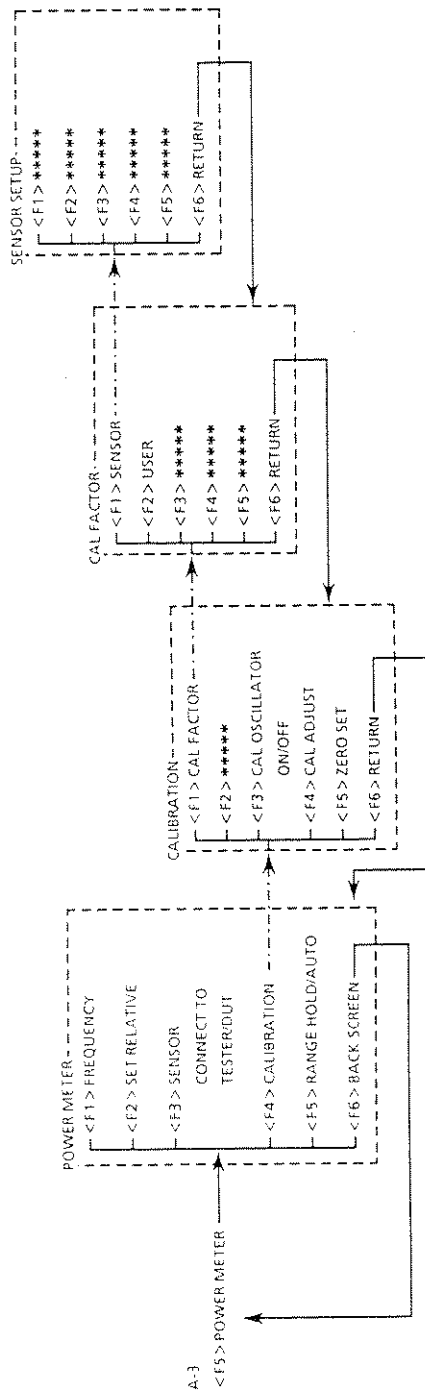 A-3
<F5> POWER METER
POWER METER
<F1> FREQUENCY
<F2> SET RELATIVE
<F3> SENSOR
CONNECT TO
TESTER/DUT
<F4> CALIBRATION
<F5> RANGE HOLD/AUTO
<F6> BACK SCREEN
CALIBRATION
<F1> CAL FACTOR
<F2> *****
<F3> CAL OSCILLATOR
ON/OFF
<F4> CAL ADJUST
<F5> ZERO SET
<F6> RETURN
CAL FACTOR
<F1> SENSOR
<F2> USER
<F3> *****
<F4> *****
<F5> *****
<F6> RETURN
SENSOR SETUP
<F1> *****
<F2> *****
<F3> *****
<F4> *****
<F5> *****
<F6> RETURN